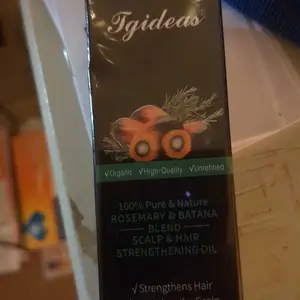 Tgideas
√Organic √High-Quality √Unrefined
100% Pure & Nature
ROSEMARY & BATANA
BLEND
SCALP & HAIR
STRENGTHENING OIL
√ Strengthens Hair